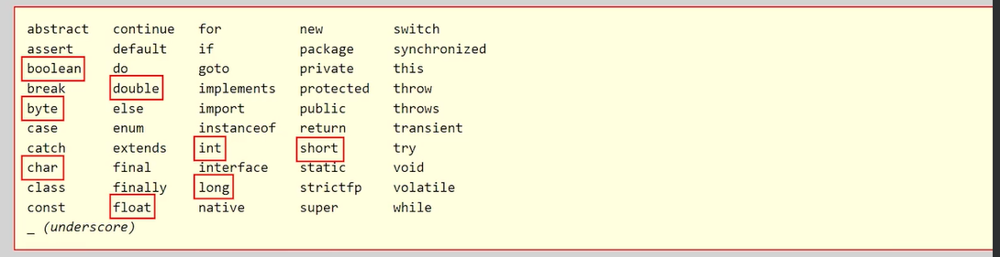 abstract continue for new switch
assert default if package synchronized
boolean do goto private this
break double implements protected throw
byte else import public throws
case enum instanceof return transient
catch extends int short try
char final interface static void
class finally long strictfp volatile
const float native super while
_ (underscore)